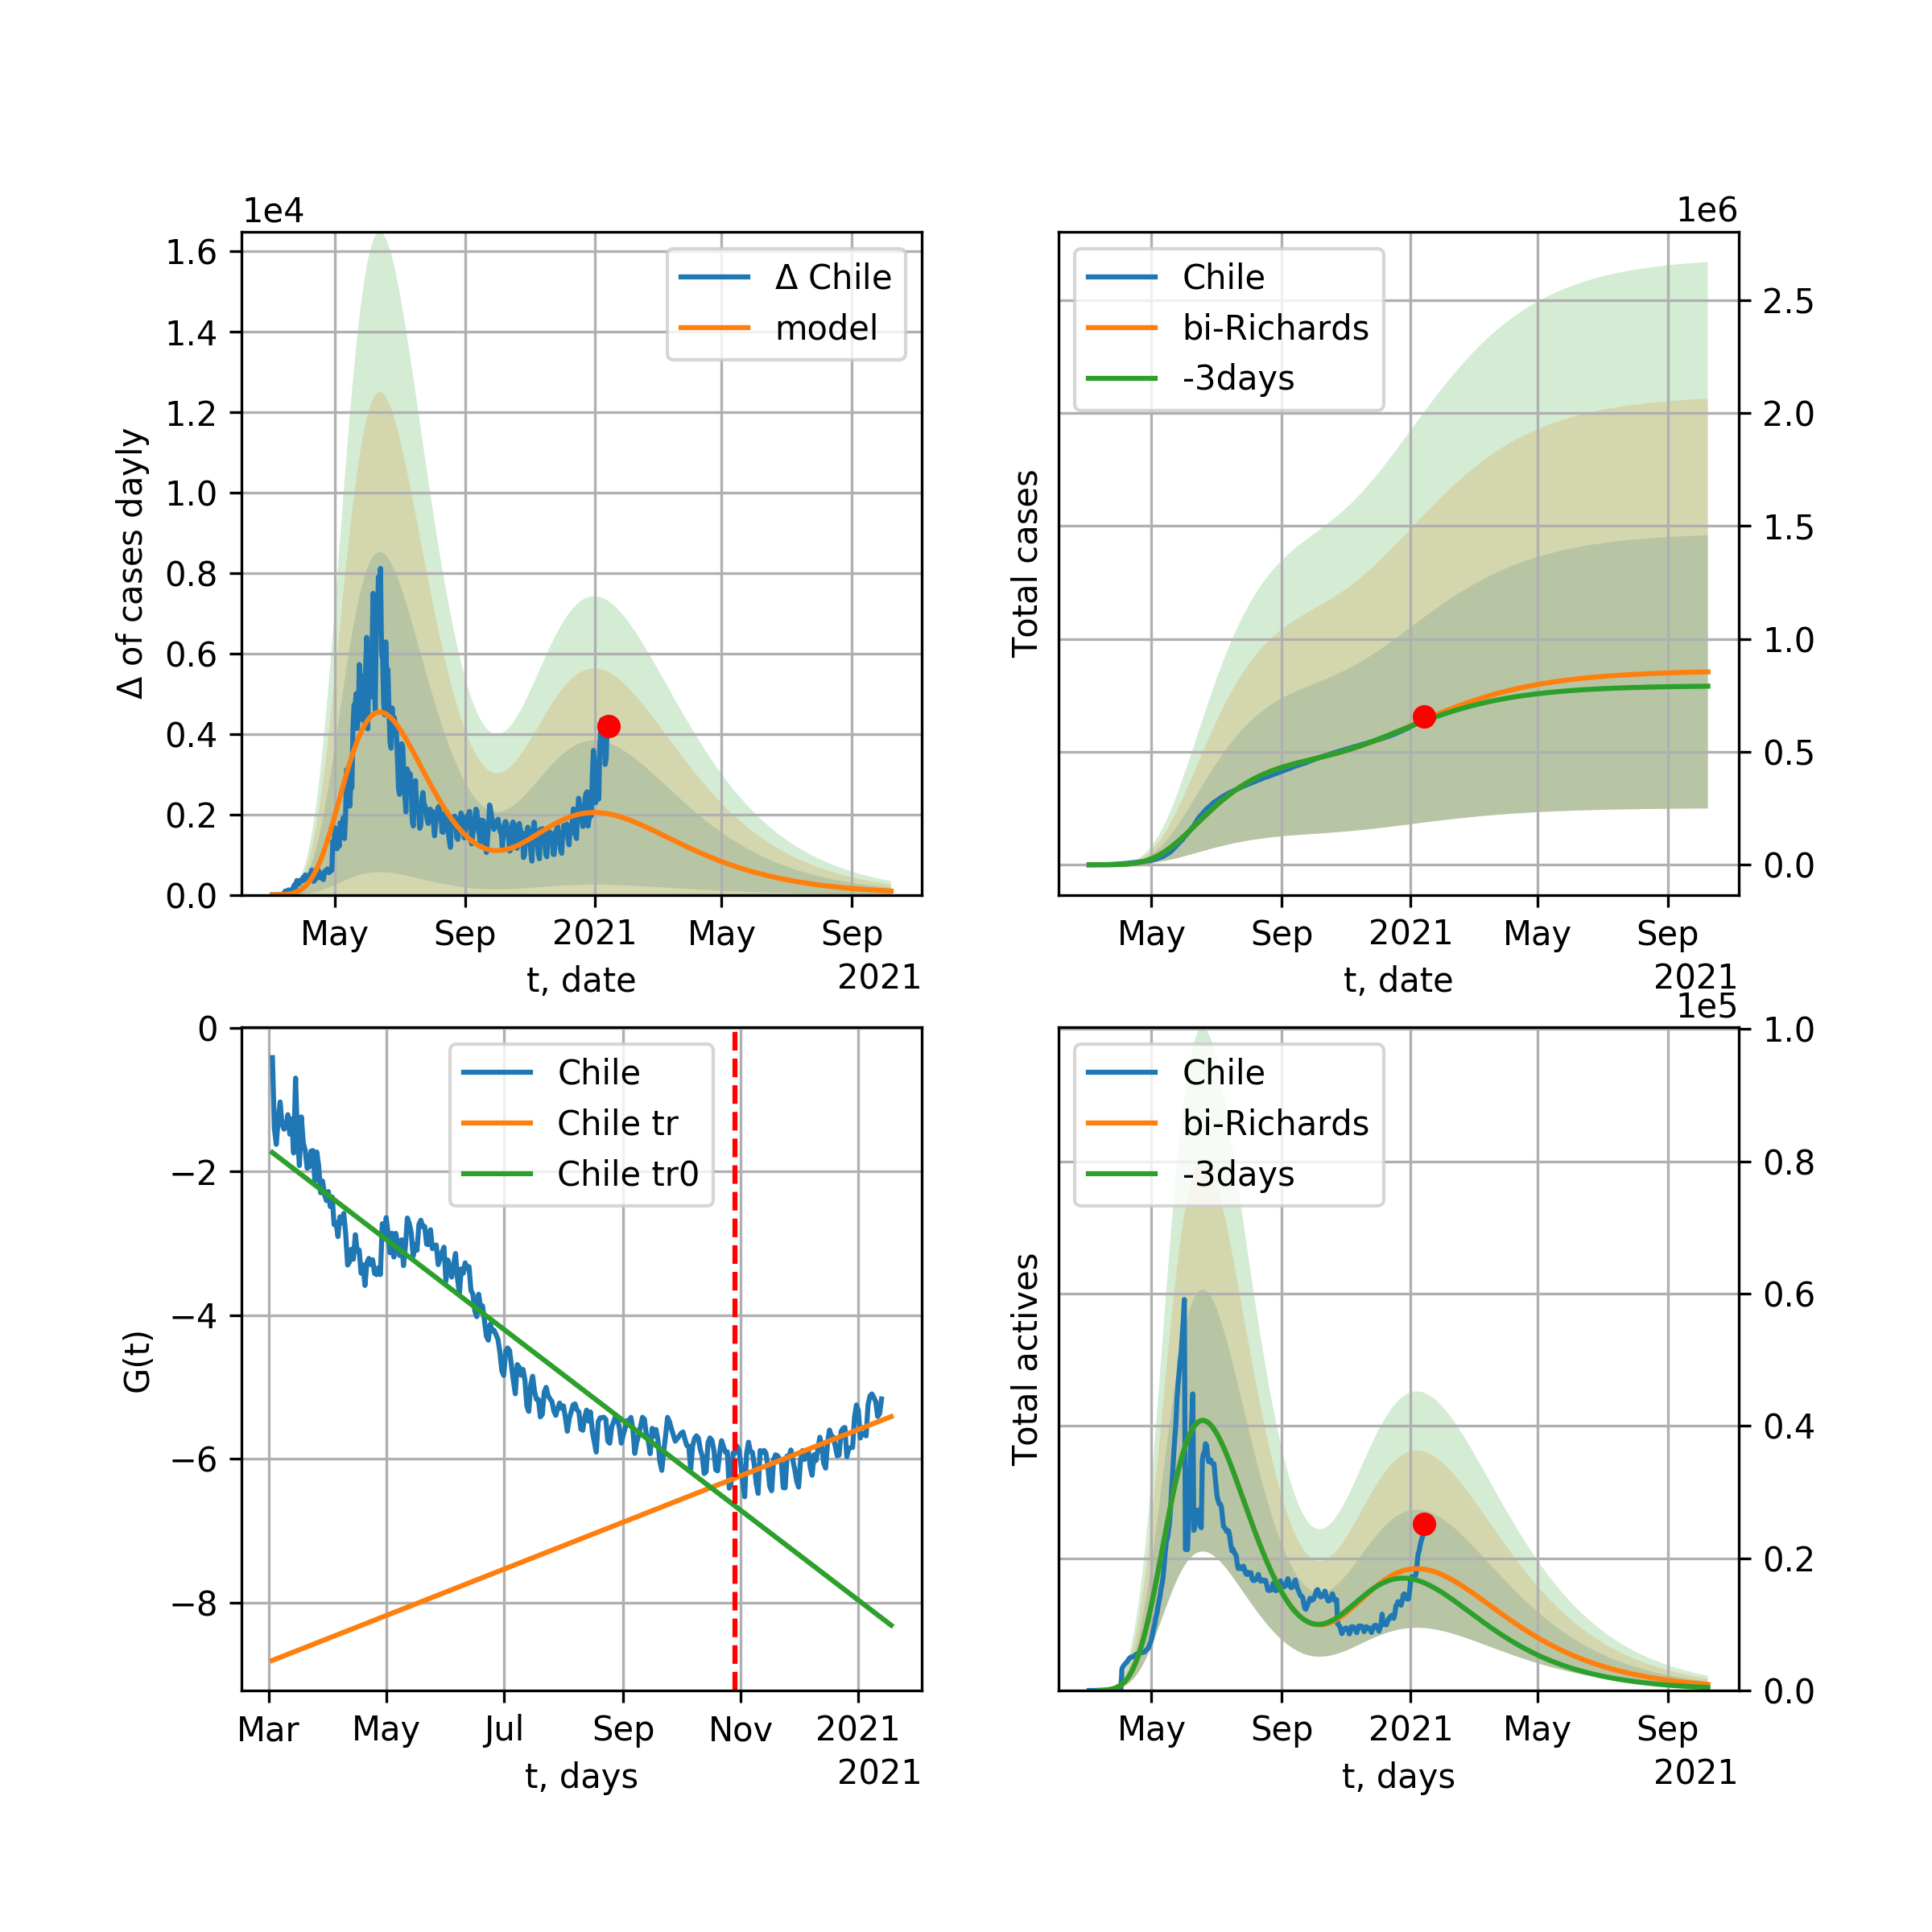 1e4
1.6
1.4
1.2
1.0
0.8
0.6
0.4
0.2
0.0
Δ of cases dayly
Δ Chile
model
May Sep 2021 May Sep
t, date
2021
1e6
Chile
bi-Richards
-3days
Total cases
2.5
2.0
1.5
1.0
0.5
0.0
May Sep 2021 May Sep
t, date
2021
0
−2
−4
−6
−8
G(t)
Chile
Chile tr
Chile tr0
Mar May Jul Sep Nov 2021
t, days
2021
1e5
Chile
bi-Richards
-3days
Total actives
1.0
0.8
0.6
0.4
0.2
0.0
May Sep 2021 May Sep
t, days
2021